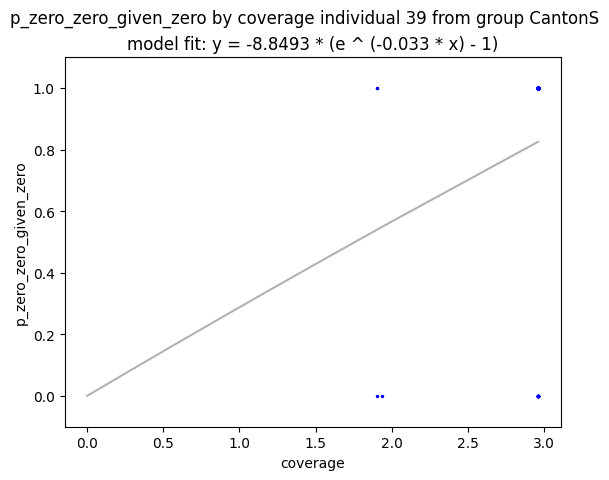 p_zero_zero_given_zero by coverage individual 39 from group CantonS
model fit: y = -8.8493 * (e ^ (-0.033 * x) - 1)
1.0
0.8
0.6
0.4
0.2
0.0
p_zero_zero_given_zero
0.0 0.5 1.0 1.5 2.0 2.5 3.0
coverage